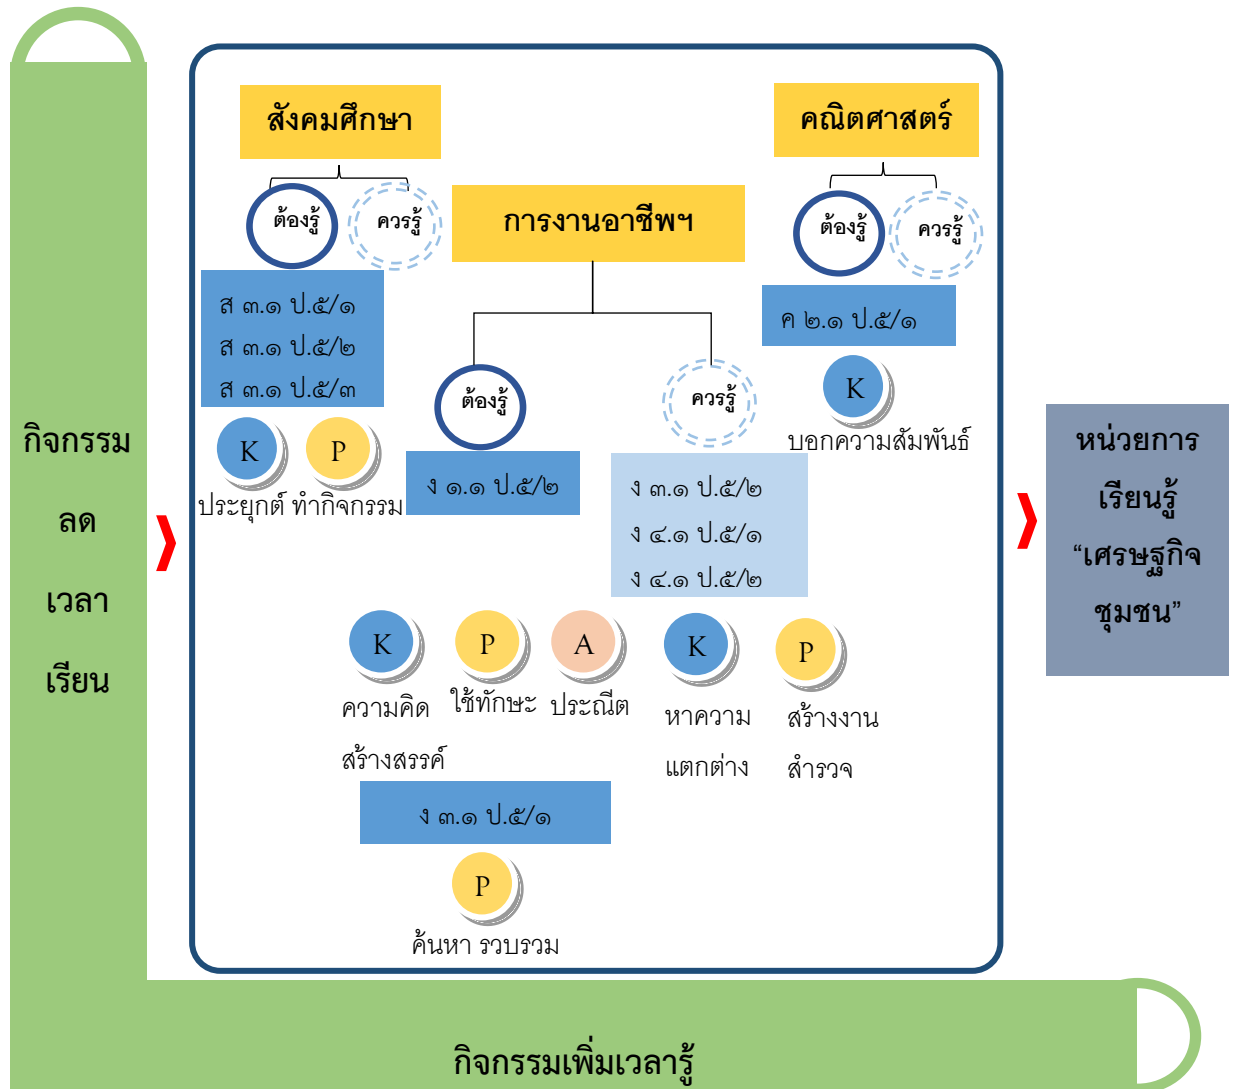 สังคมศึกษา
ต้องรู้
ควรรู้
ส ๓.๑ ป.๕/๑
ส ๓.๑ ป.๕/๒
ส ๓.๑ ป.๕/๓
K
P
ประยุกต์ ทำกิจกรรม
การงานอาชีพฯ
ต้องรู้
ควรรู้
ง ๑.๑ ป.๕/๒
ง ๓.๑ ป.๕/๒
ง ๔.๑ ป.๕/๑
ง ๔.๑ ป.๕/๒
คณิตศาสตร์
ต้องรู้
ควรรู้
ค ๒.๑ ป.๕/๑
K
บอกความสัมพันธ์
K
ความคิด
สร้างสรรค์
P
ใช้ทักษะ
A
ประณีต
K
หาความ
แตกต่าง
P
สร้างงาน
สำรวจ
ง ๓.๑ ป.๕/๑
P
ค้นหา รวบรวม
กิจกรรม
ลด
เวลา
เรียน
หน่วยการ
เรียนรู้
“เศรษฐกิจ
ชุมชน”
กิจกรรมเพิ่มเวลารู้